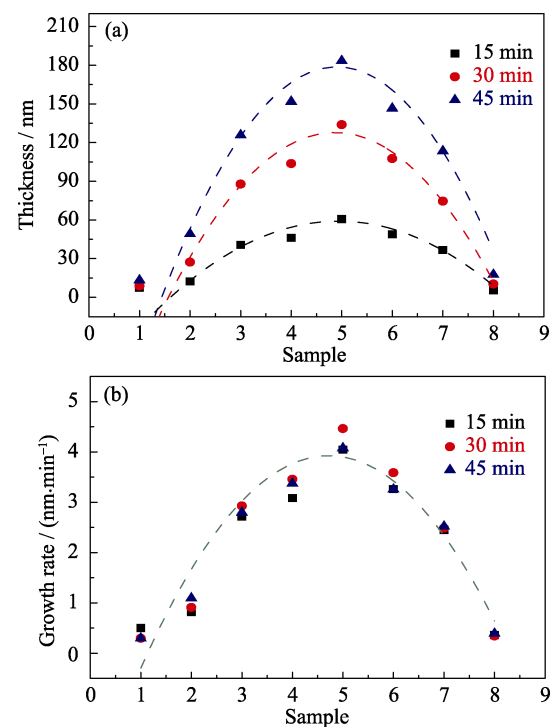 (a)
15 min
30 min
45 min
Thickness / nm
210
180
150
120
90
60
30
0
0 1 2 3 4 5 6 7 8 9
Sample
(b)
15 min
30 min
45 min
Growth rate / (nm·min⁻¹)
5
4
3
2
1
0
0 1 2 3 4 5 6 7 8 9
Sample